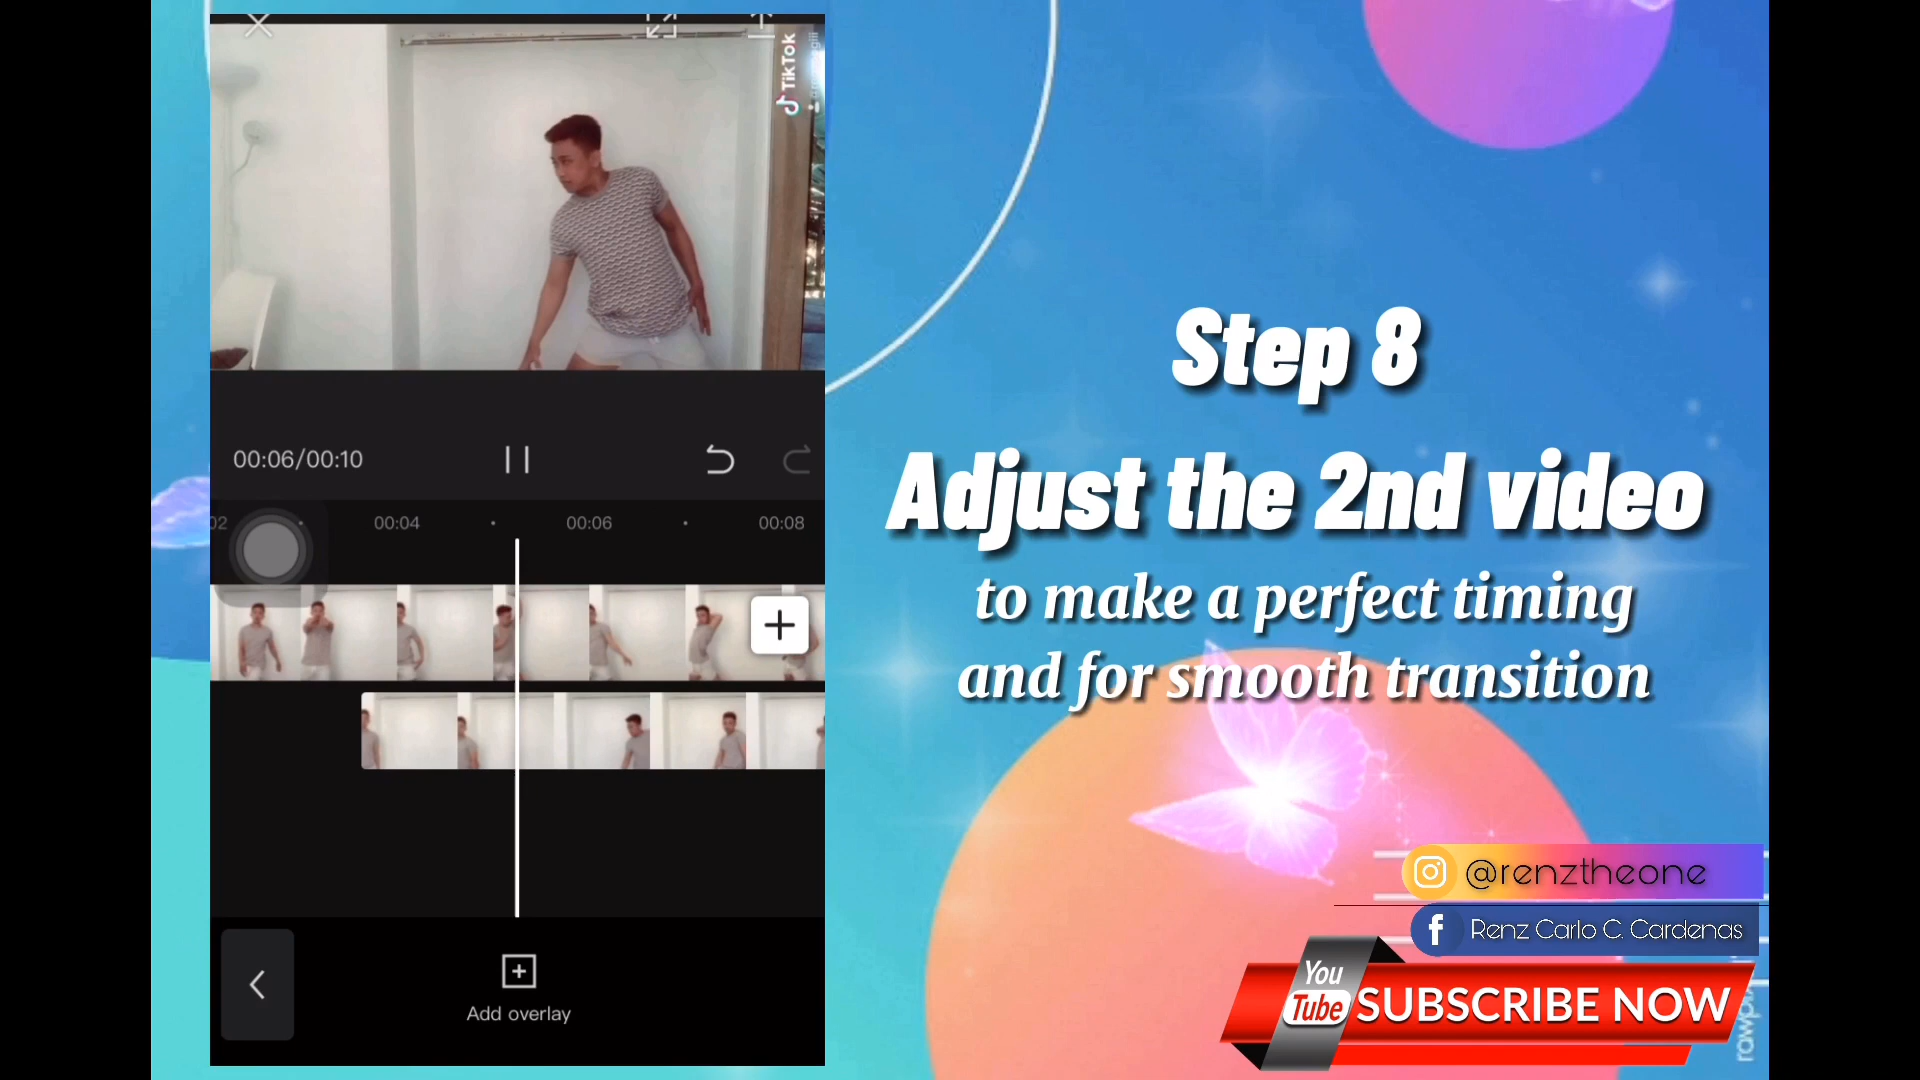 TikTok
00:06/00:10
02
00:04
00:06
00:08
Add overlay
Step 8
Adjust the 2nd video
to make a perfect timing
and for smooth transition
@renztheone
Renz Carlo C. Cardenas
You
Tube
SUBSCRIBE NOW